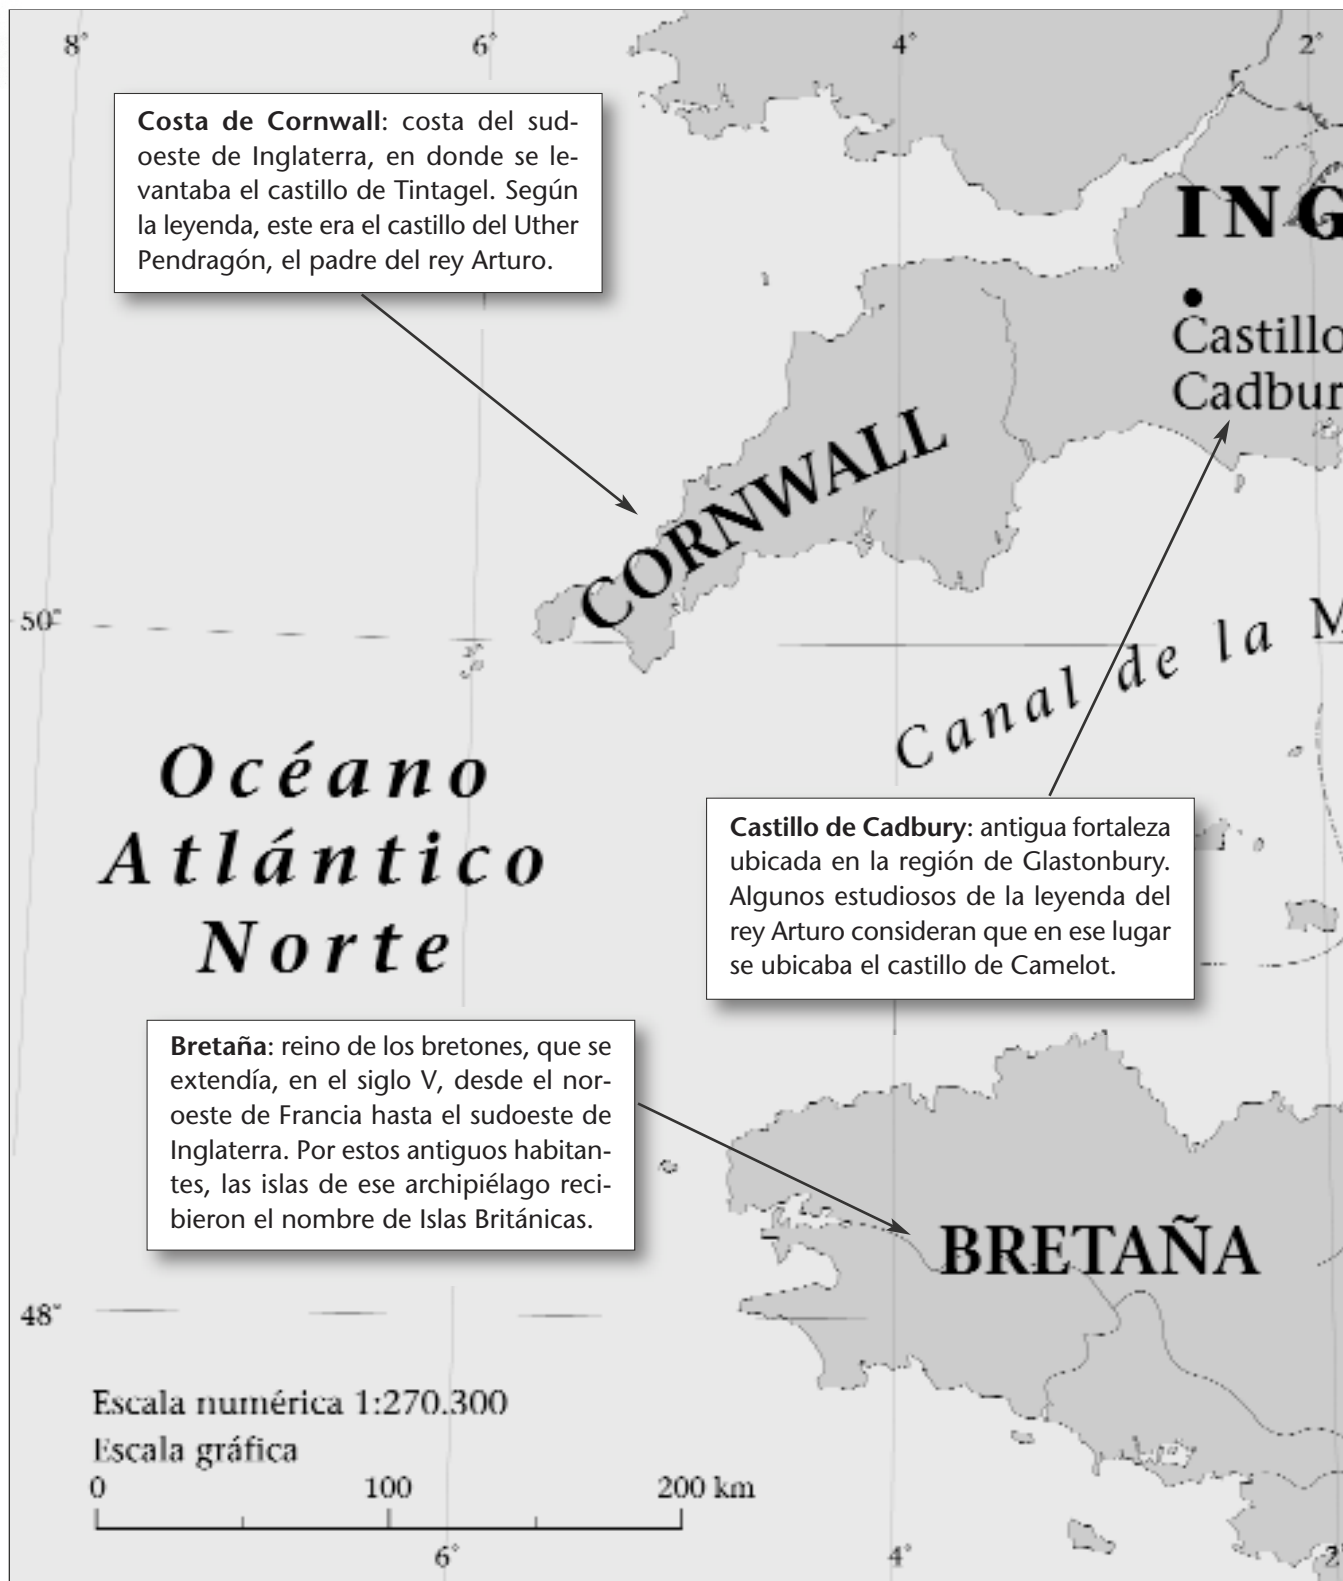 8°
6°
4°
2°
Costa de Cornwall: costa del sud-
oeste de Inglaterra, en donde se le-
vantaba el castillo de Tintagel. Según
la leyenda, este era el castillo del Uther
Pendragón, el padre del rey Arturo.
ING
Castillo
Cadbur
CORNWALL
50°
Canal de la M
Océano
Atlántico
Norte
Castillo de Cadbury: antigua fortaleza
ubicada en la región de Glastonbury.
Algunos estudiosos de la leyenda del
rey Arturo consideran que en ese lugar
se ubicaba el castillo de Camelot.
Bretaña: reino de los bretones, que se
extendía, en el siglo V, desde el nor-
oeste de Francia hasta el sudoeste de
Inglaterra. Por estos antiguos habitan-
tes, las islas de ese archipiélago reci-
bieron el nombre de Islas Británicas.
BRETAÑA
48°
Escala numérica 1:270.300
Escala gráfica
0 100 200 km
6°
4°
2